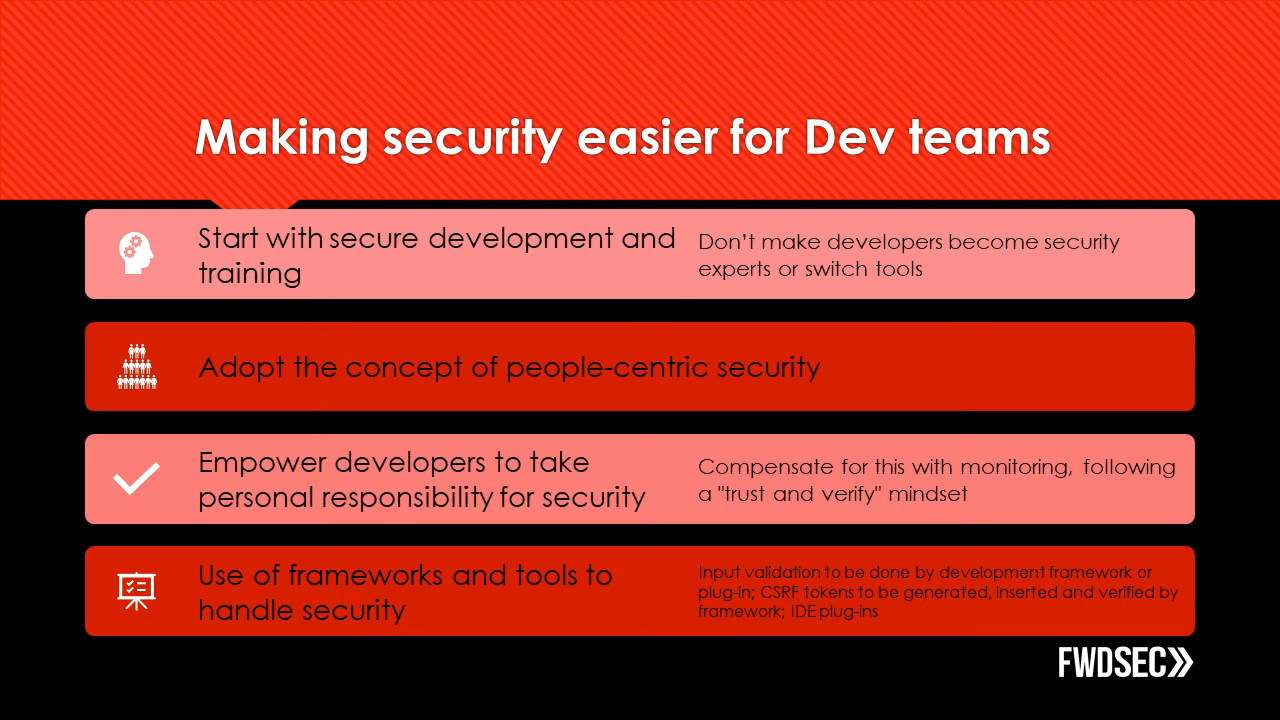 Making security easier for Dev teams
Start with secure development and
training
Don’t make developers become security
experts or switch tools
Adopt the concept of people-centric security
Empower developers to take
personal responsibility for security
Compensate for this with monitoring, following
a "trust and verify" mindset
Use of frameworks and tools to
handle security
Input validation to be done by development framework or
plug-in; CSRF tokens to be generated, inserted and verified by
framework; IDE plug-ins
FWDSEC